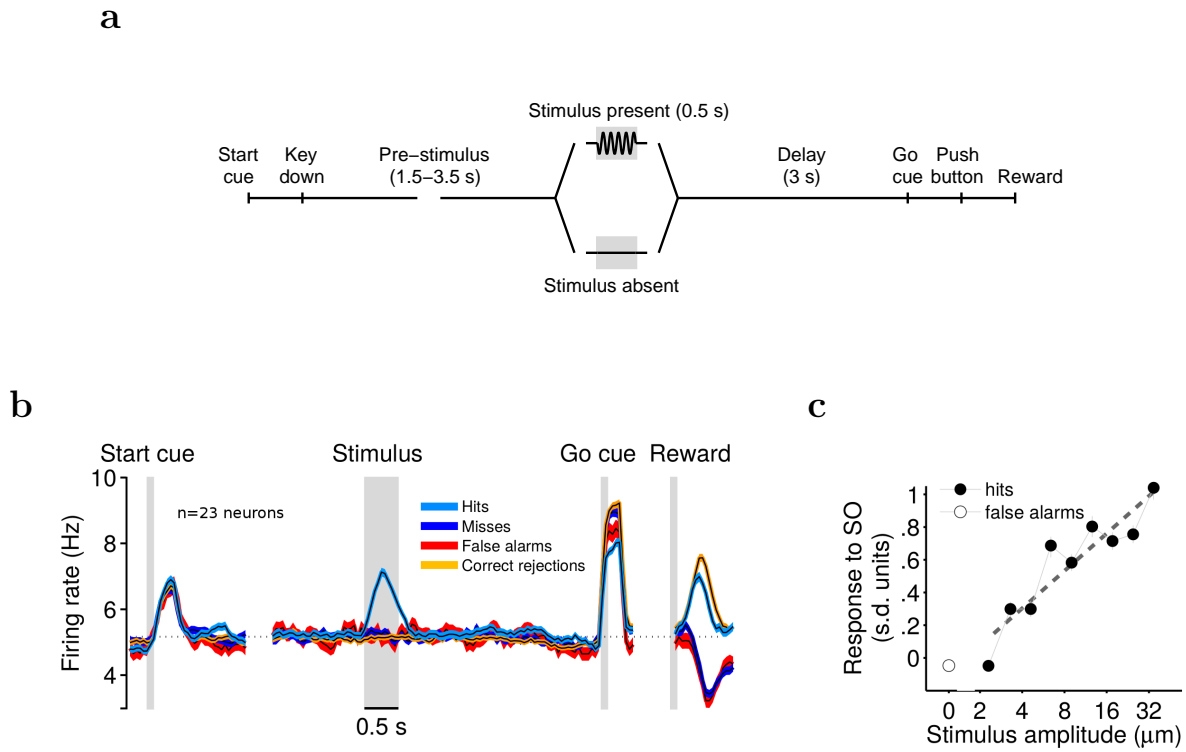 a
Stimulus present (0.5 s)
Start
cue
Key
down
Pre−stimulus
(1.5−3.5 s)
Delay
(3 s)
Go
cue
Push
button
Reward
Stimulus absent
b
Start cue
Stimulus
Go cue
Reward
Firing rate (Hz)
10
8
6
4
n=23 neurons
Hits
Misses
False alarms
Correct rejections
0.5 s
c
Response to SO
(s.d. units)
1
.8
.6
.4
.2
0
hits
false alarms
0 2 4 8 16 32
Stimulus amplitude (μm)